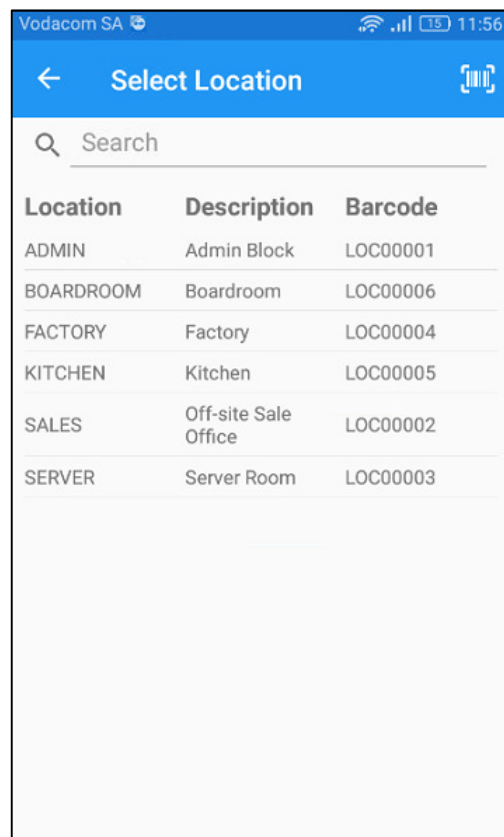 Vodacom SA 15 11:56
Select Location
Search
Location Description Barcode
ADMIN Admin Block LOC00001
BOARDROOM Boardroom LOC00006
FACTORY Factory LOC00004
KITCHEN Kitchen LOC00005
SALES Off-site Sale Office LOC00002
SERVER Server Room LOC00003